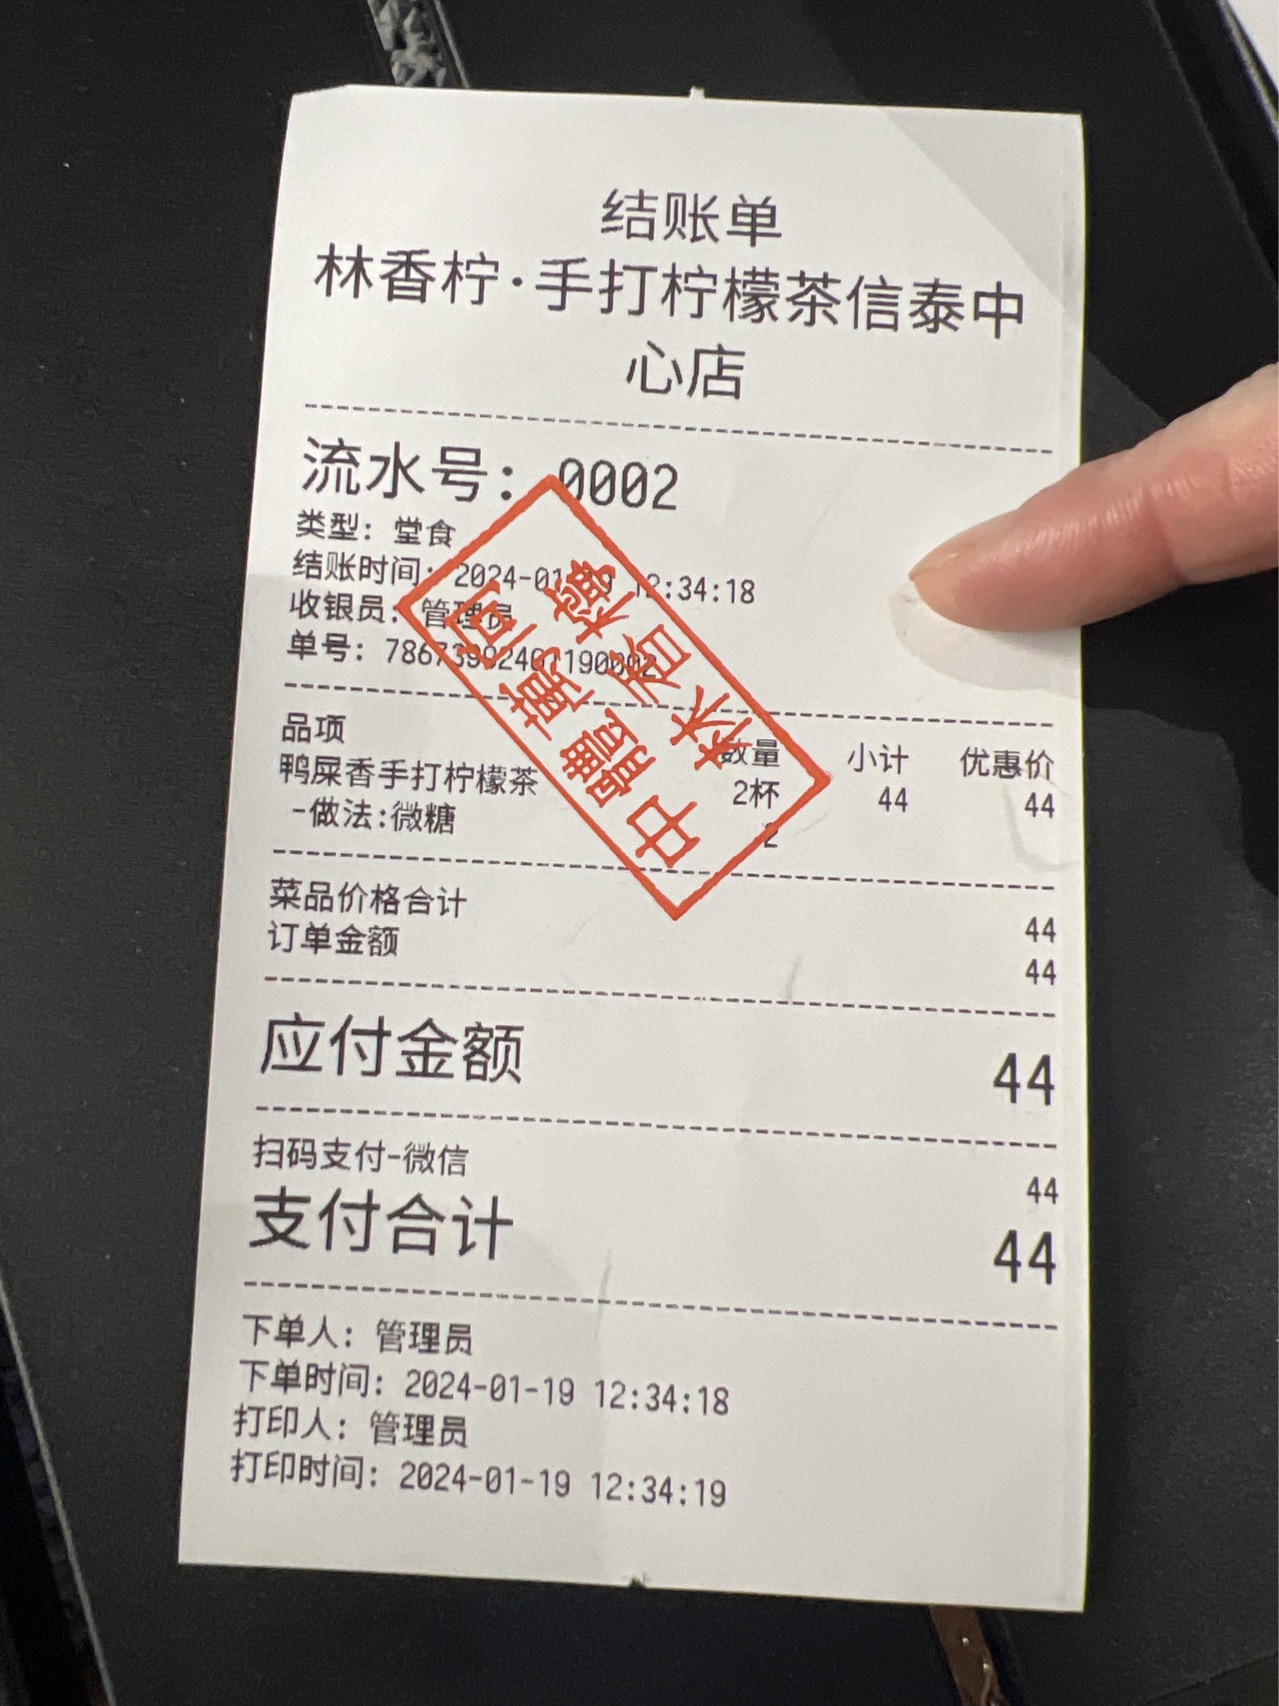 结账单
林香柠·手打柠檬茶信泰中
心店
流水号： 0002
类型：堂食
结账时间：2024-01-19 12:34:18
收银员：管理员
单号：78673992401190002
品项 数量 小计 优惠价
鸭屎香手打柠檬茶 2杯 44 44
-做法:微糖 2
菜品价格合计 44
订单金额 44
应付金额 44
扫码支付-微信 44
支付合计 44
下单人：管理员
下单时间：2024-01-19 12:34:18
打印人：管理员
打印时间：2024-01-19 12:34:19
林香檸